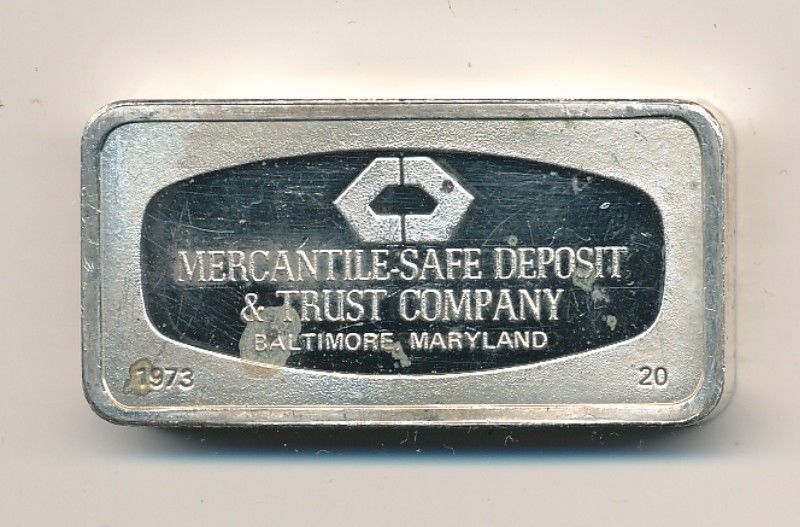 MERCANTILE-SAFE DEPOSIT
& TRUST COMPANY
BALTIMORE, MARYLAND
1973 20